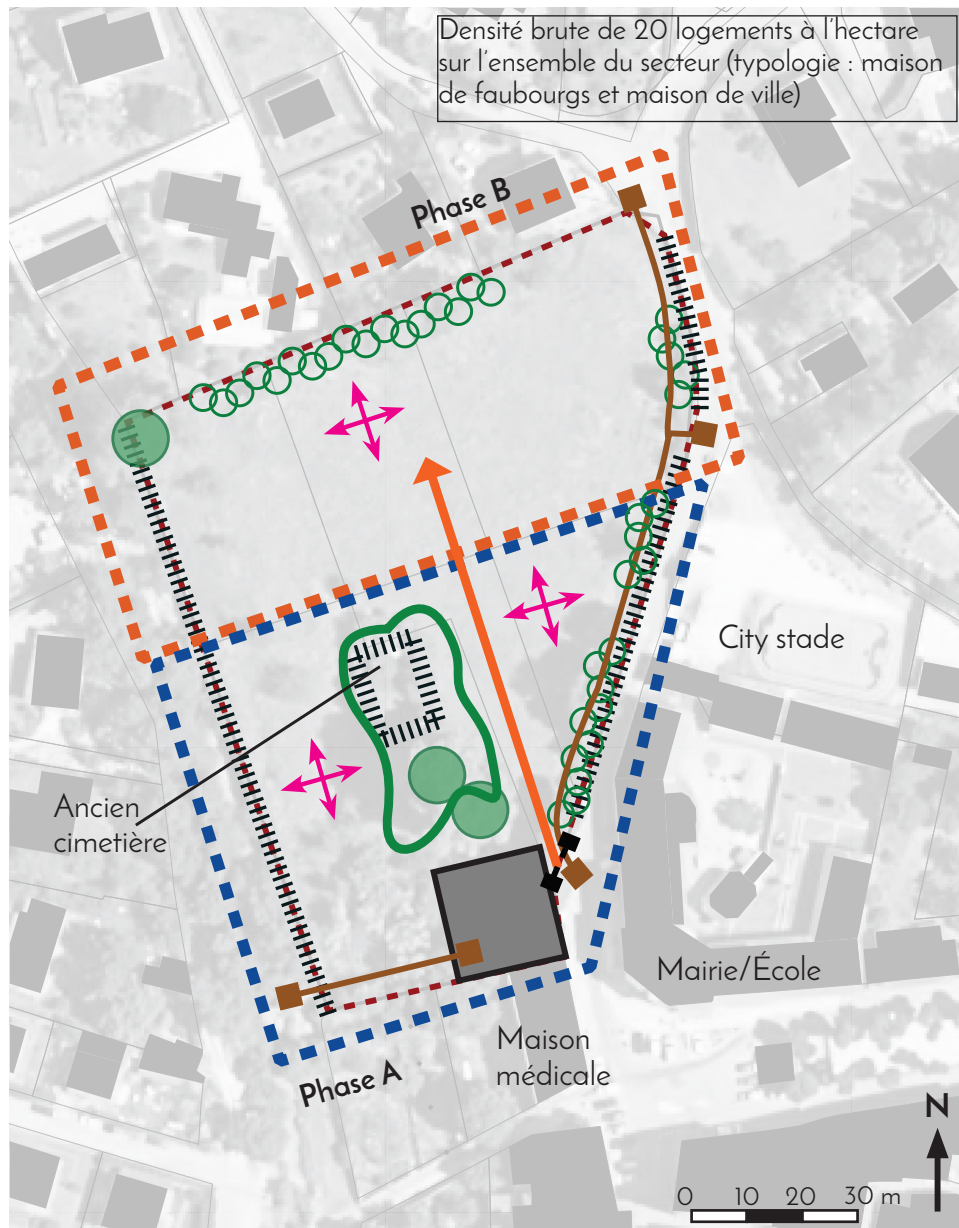 Densité brute de 20 logements à l'hectare
sur l'ensemble du secteur (typologie : maison
de faubourgs et maison de ville)
Phase B
City stade
Ancien
cimetière
Mairie/École
Maison
médicale
Phase A
N
0 10 20 30 m